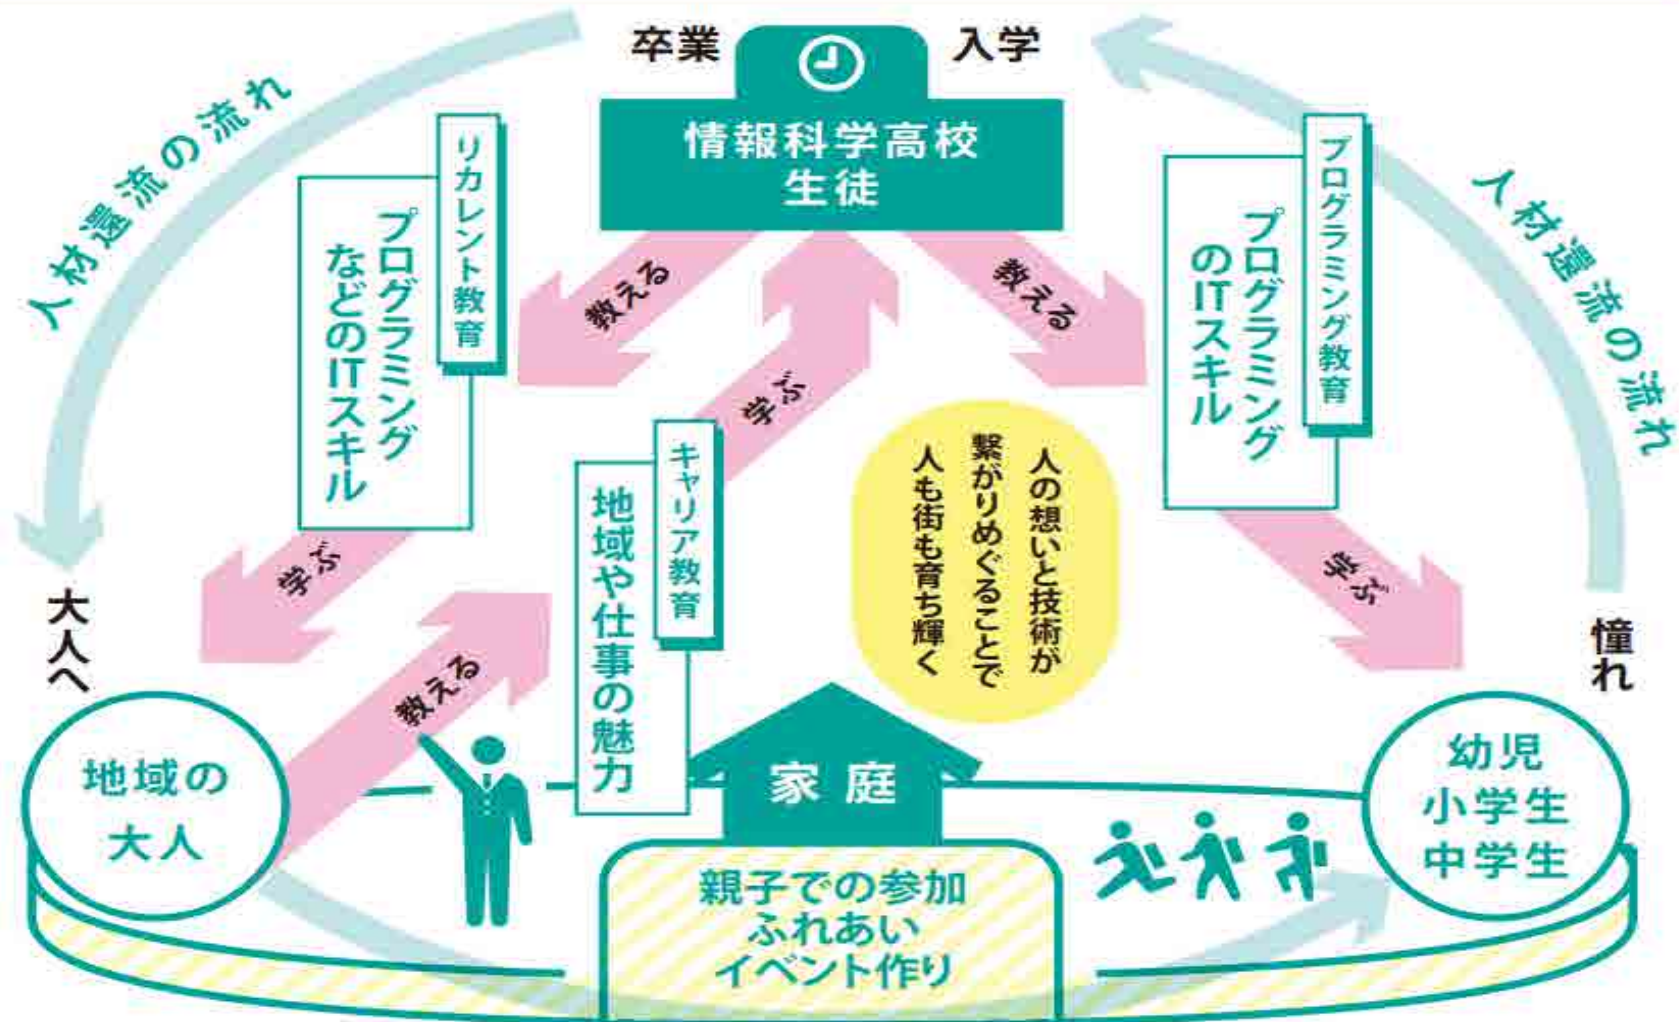 卒業
入学
情報科学高校
生徒
人材還流の流れ
人材還流の流れ
リカレント教育
プログラミング
などのITスキル
プログラミング教育
プログラミング
のITスキル
教える
教える
学ぶ
キャリア教育
地域や仕事の魅力
人の想いと技術が
繋がりめぐることで
人も街も育ち輝く
学ぶ
学ぶ
教える
大人へ
憧れ
地域の
大人
家庭
幼児
小学生
中学生
親子での参加
ふれあい
イベント作り